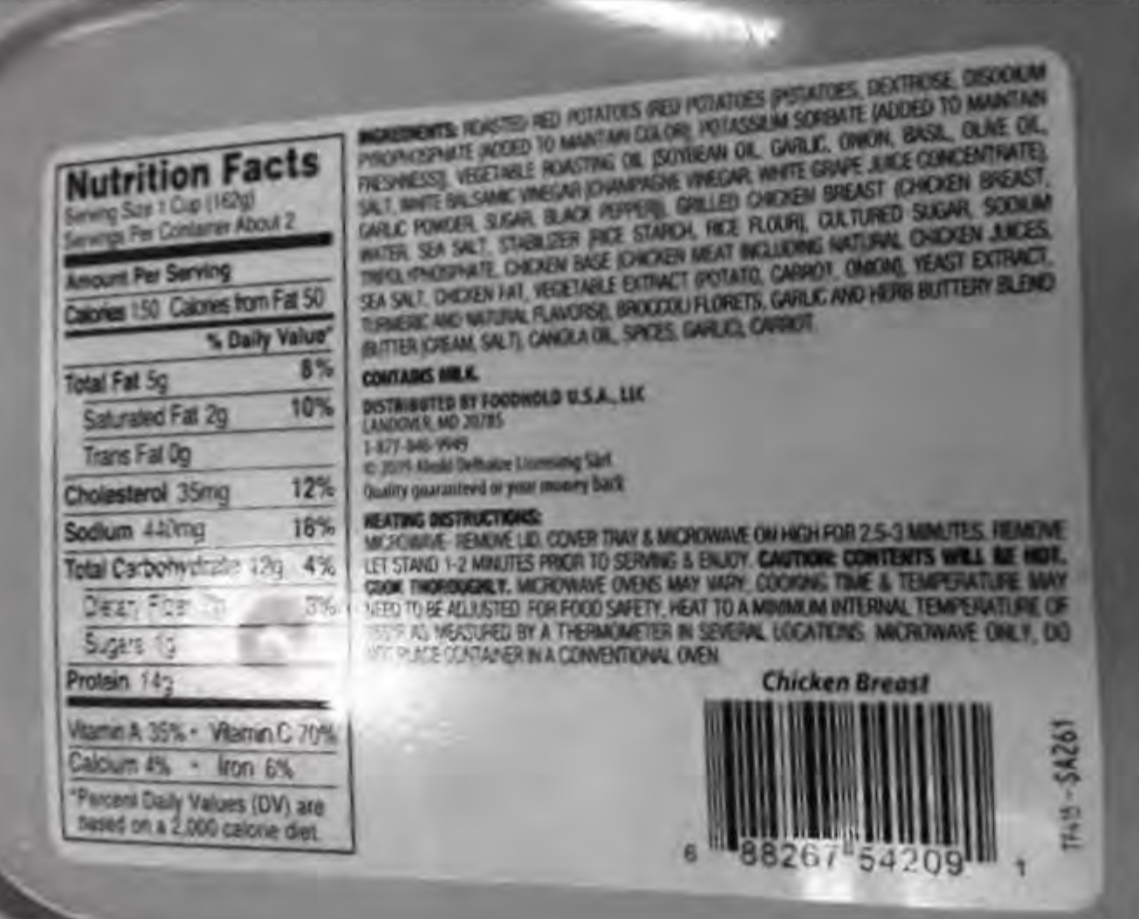 Nutrition Facts
Serving Size 1 Cup (162g)
Servings Per Container About 2
Amount Per Serving
Calories 150 Calories from Fat 50
% Daily Value*
Total Fat 5g 8%
Saturated Fat 2g 10%
Trans Fat 0g
Cholesterol 35mg 12%
Sodium 440mg 18%
Total Carbohydrate 12g 4%
Dietary Fiber 3%
Sugars 1g
Protein 14g
Vitamin A 35% • Vitamin C 70%
Calcium 4% • Iron 6%
*Percent Daily Values (DV) are
based on a 2,000 calorie diet.
INGREDIENTS: ROASTED RED POTATOES (RED POTATOES [POTATOES, DEXTROSE, DISODIUM
PYROPHOSPHATE (ADDED TO MAINTAIN COLOR), POTASSIUM SORBATE (ADDED TO MAINTAIN
FRESHNESS)], VEGETABLE ROASTING OIL [SOYBEAN OIL, GARLIC, ONION, BASIL, OLIVE OIL,
SALT, WHITE BALSAMIC VINEGAR (CHAMPAGNE VINEGAR, WHITE GRAPE JUICE CONCENTRATE),
GARLIC POWDER, SUGAR, BLACK PEPPER]), GRILLED CHICKEN BREAST (CHICKEN BREAST,
WATER, SEA SALT, STABILIZER [RICE STARCH, RICE FLOUR], CULTURED SUGAR, SODIUM
TRIPOLYPHOSPHATE, CHICKEN BASE [CHICKEN MEAT INCLUDING NATURAL CHICKEN JUICES,
SEA SALT, CHICKEN FAT, VEGETABLE EXTRACT (POTATO, CARROT, ONION), YEAST EXTRACT,
TURMERIC AND NATURAL FLAVORS]), BROCCOLI FLORETS, GARLIC AND HERB BUTTERY BLEND
(BUTTER [CREAM, SALT], CANOLA OIL, SPICES, GARLIC), CARROT.
CONTAINS MILK.
DISTRIBUTED BY FOODHOLD U.S.A., LLC
LANDOVER, MD 20785
1-877-846-9949
© Ahold Delhaize Licensing Sàrl
Quality guaranteed or your money back
HEATING INSTRUCTIONS:
MICROWAVE: REMOVE LID. COVER TRAY & MICROWAVE ON HIGH FOR 2.5-3 MINUTES. REMOVE
LET STAND 1-2 MINUTES PRIOR TO SERVING & ENJOY. CAUTION: CONTENTS WILL BE HOT.
COOK THOROUGHLY. MICROWAVE OVENS MAY VARY. COOKING TIME & TEMPERATURE MAY
NEED TO BE ADJUSTED. FOR FOOD SAFETY, HEAT TO A MINIMUM INTERNAL TEMPERATURE OF
AS MEASURED BY A THERMOMETER IN SEVERAL LOCATIONS. MICROWAVE ONLY, DO
NOT PLACE CONTAINER IN A CONVENTIONAL OVEN.
Chicken Breast
6 88267 54209 1